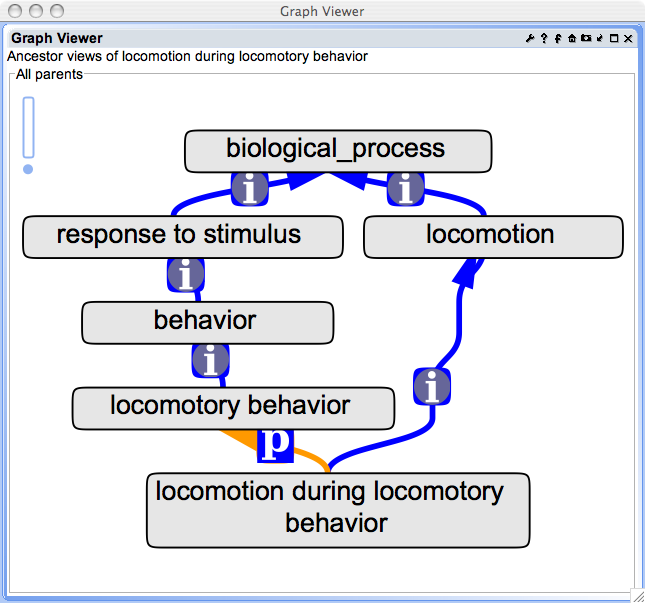 Graph Viewer
Graph Viewer
Ancestor views of locomotion during locomotory behavior
All parents
biological_process
i
i
response to stimulus
locomotion
i
behavior
i
i
locomotory behavior
p
locomotion during locomotory
behavior